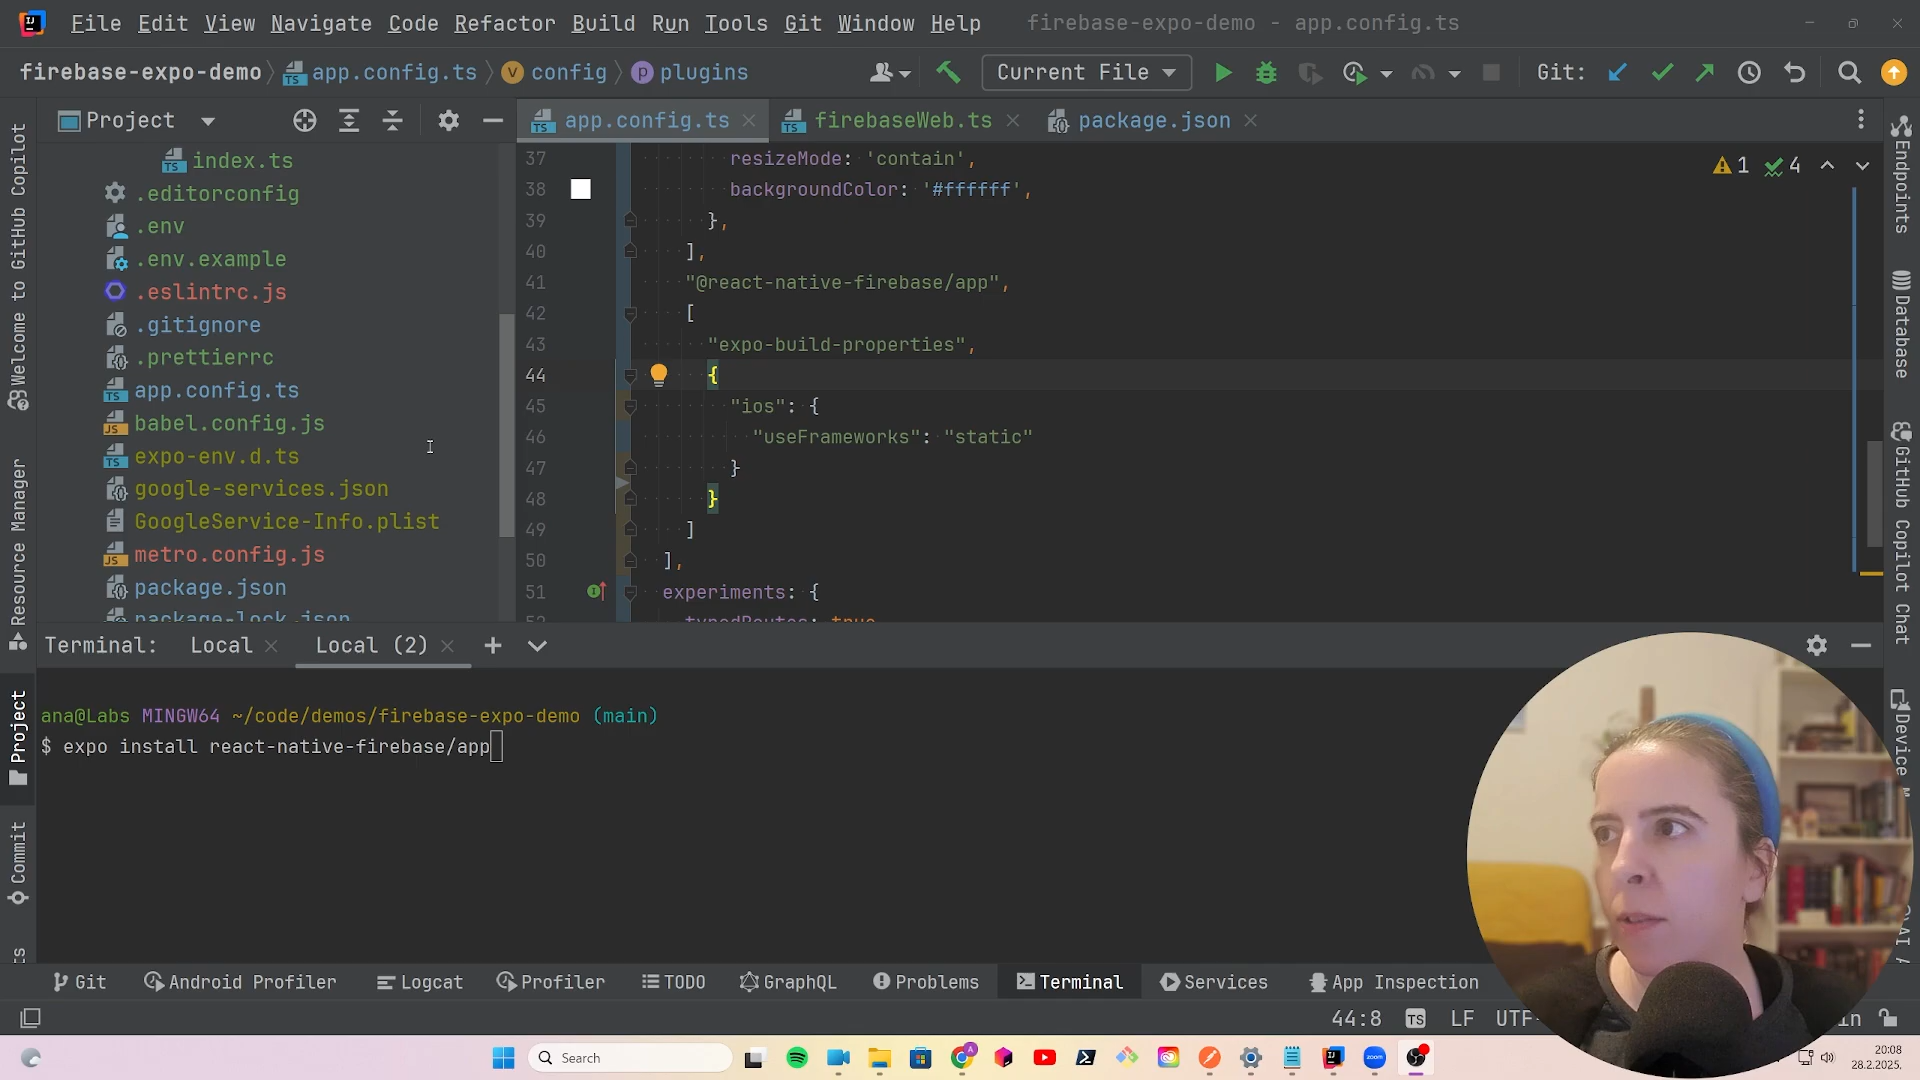 File Edit View Navigate Code Refactor Build Run Tools Git Window Help firebase-expo-demo - app.config.ts
firebase-expo-demo app.config.ts config plugins Current File Git:
Project
app.config.ts firebaseWeb.ts package.json
index.ts
.editorconfig
.env
.env.example
.eslintrc.js
.gitignore
.prettierrc
app.config.ts
babel.config.js
expo-env.d.ts
google-services.json
GoogleService-Info.plist
metro.config.js
package.json
package-lock.json
37 resizeMode: 'contain',
38 backgroundColor: '#ffffff',
39 },
40 ],
41 "@react-native-firebase/app",
42 [
43 "expo-build-properties",
44 {
45 "ios": {
46 "useFrameworks": "static"
47 }
48 }
49 ]
50 ],
51 experiments: {
52 typedRoutes: true
1 4
Welcome to GitHub Copilot
Resource Manager
Project
Commit
Endpoints
Database
GitHub Copilot Chat
Device M
Terminal: Local Local (2)
ana@Labs MINGW64 ~/code/demos/firebase-expo-demo (main)
$ expo install react-native-firebase/app
Git Android Profiler Logcat Profiler TODO GraphQL Problems Terminal Services App Inspection
44:8 LF UTF-
Search
zoom
20:08
28.2.2025.